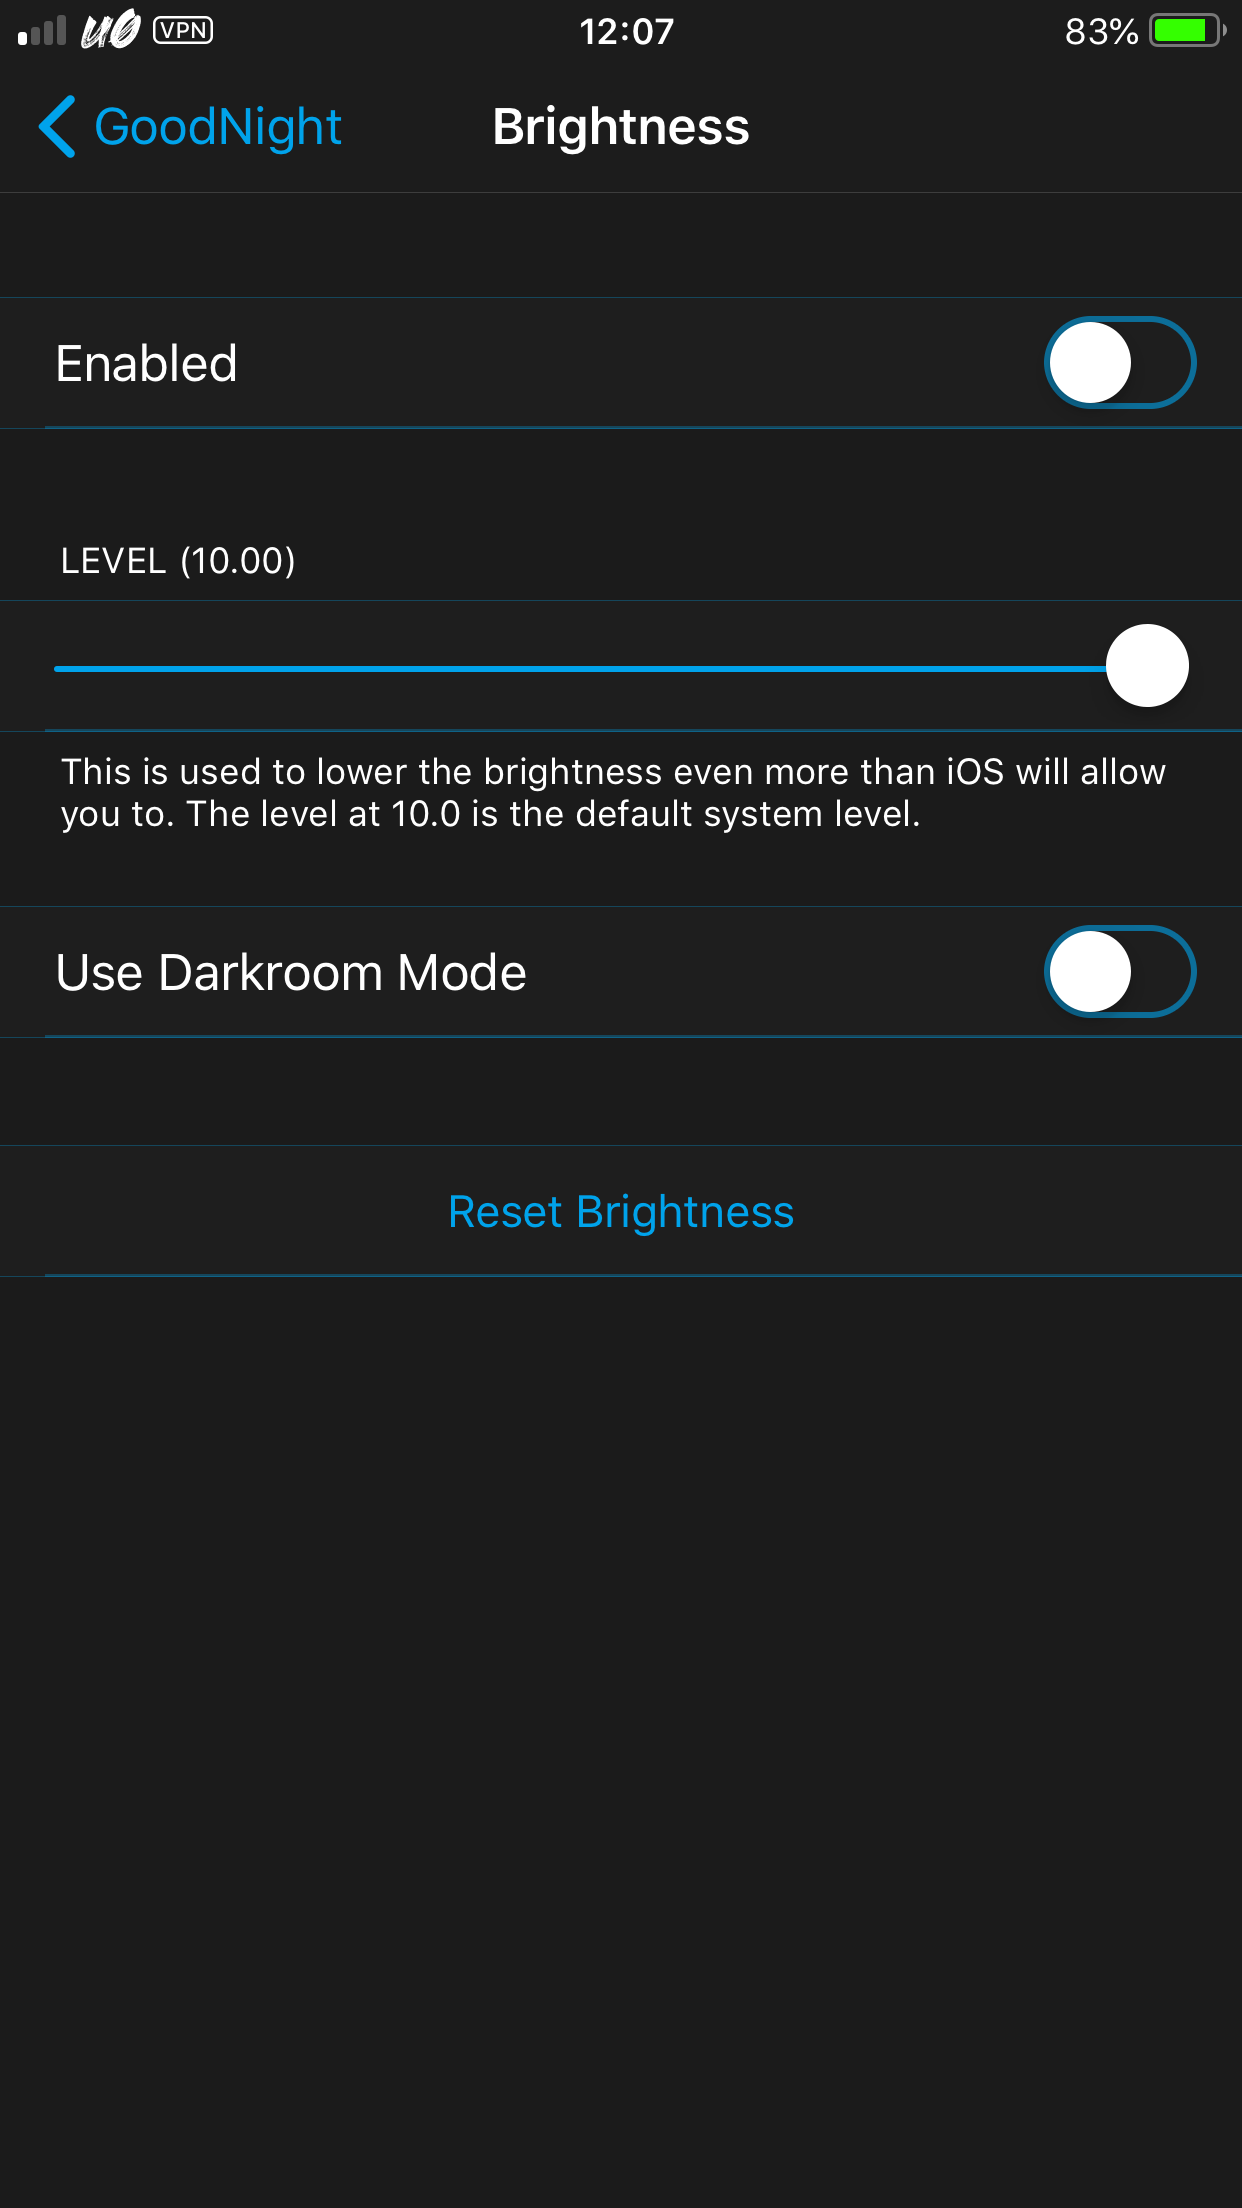 u0 VPN 12:07 83%
GoodNight Brightness
Enabled
LEVEL (10.00)
This is used to lower the brightness even more than iOS will allow
you to. The level at 10.0 is the default system level.
Use Darkroom Mode
Reset Brightness